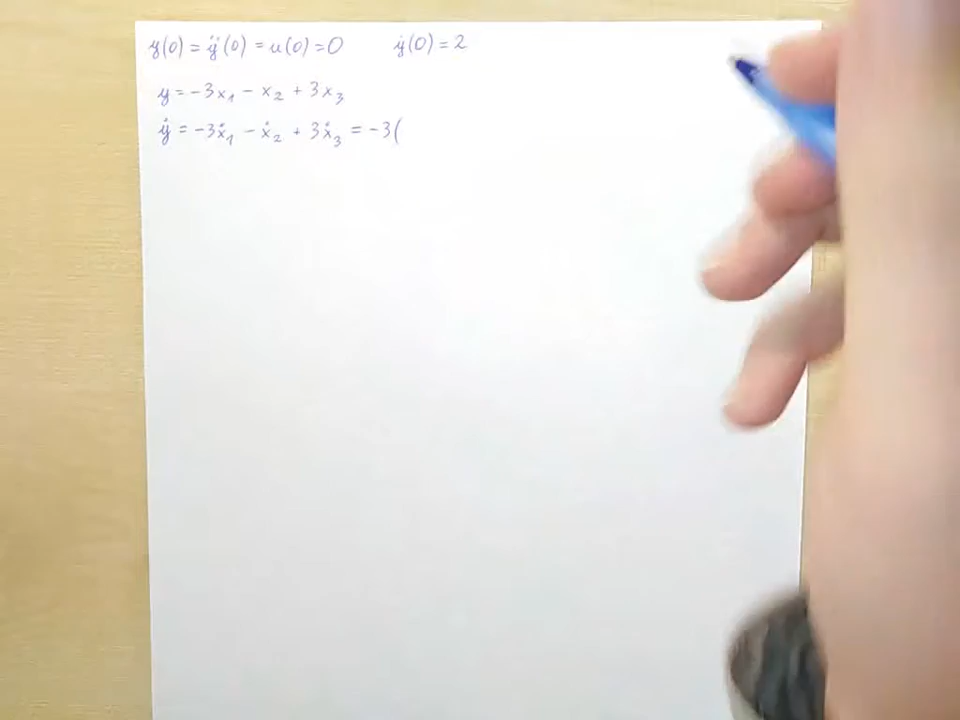 y(0) = ÿ(0) = u(0) = 0 ẏ(0) = 2
y = -3x₁ - x₂ + 3x₃
ẏ = -3ẋ₁ - ẋ₂ + 3ẋ₃ = -3(